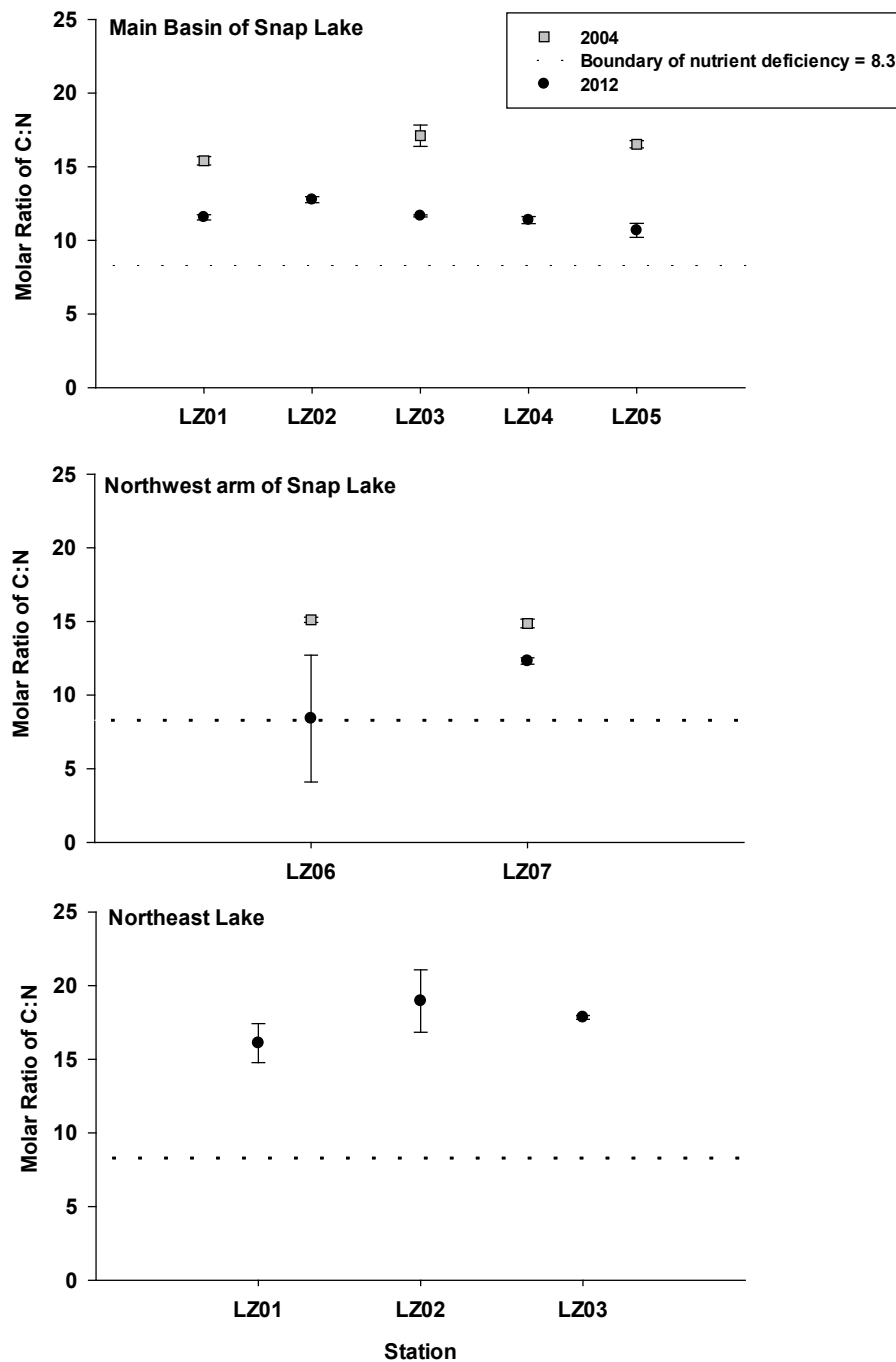 Main Basin of Snap Lake
2004
Boundary of nutrient deficiency = 8.3
2012
Molar Ratio of C:N
25
20
15
10
5
0
LZ01 LZ02 LZ03 LZ04 LZ05
Northwest arm of Snap Lake
Molar Ratio of C:N
25
20
15
10
5
0
LZ06 LZ07
Northeast Lake
Molar Ratio of C:N
25
20
15
10
5
0
LZ01 LZ02 LZ03
Station